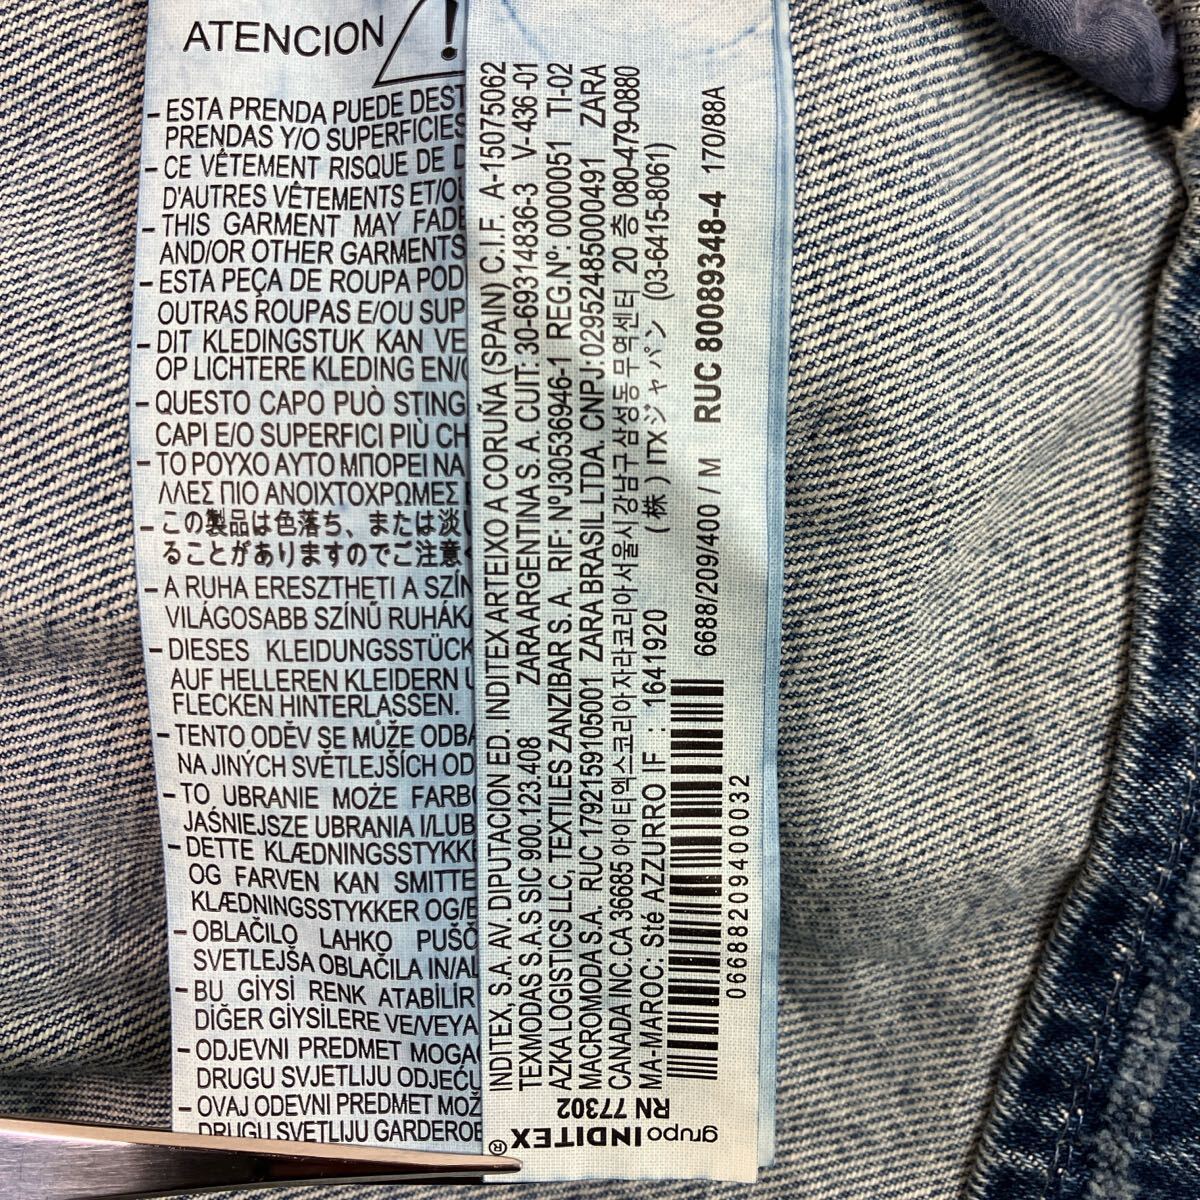 ATENCION
!
- ESTA PRENDA PUEDE DEST
PRENDAS Y/O SUPERFICIES
- CE VÊTEMENT RISQUE DE D
D'AUTRES VÊTEMENTS ET/OU
- THIS GARMENT MAY FADE
AND/OR OTHER GARMENTS
- ESTA PEÇA DE ROUPA POD
OUTRAS ROUPAS E/OU SUP
- DIT KLEDINGSTUK KAN VE
OP LICHTERE KLEDING EN/O
- QUESTO CAPO PUÒ STING
CAPI E/O SUPERFICI PIÙ CH
- ΤΟ ΡΟΥΧΟ ΑΥΤΟ ΜΠΟΡΕΙ ΝΑ
ΛΛΕΣ ΠΙΟ ΑΝΟΙΧΤΟΧΡΩΜΕΣ
- この製品は色落ち、または淡
ることがありますのでご注意
- A RUHA ERESZTHETI A SZÍN
VILÁGOSABB SZÍNŰ RUHÁK
- DIESES KLEIDUNGSSTÜCK
AUF HELLEREN KLEIDERN U
FLECKEN HINTERLASSEN.
- TENTO ODĚV SE MŮŽE ODBA
NA JINÝCH SVĚTLEJŠÍCH OD
- TO UBRANIE MOŻE FARBO
JAŚNIEJSZE UBRANIA I/LUB
- DETTE KLÆDNINGSSTYKKE
OG FARVEN KAN SMITTE
KLÆDNINGSSTYKKER OG/E
- OBLAČILO LAHKO PUŠČ
SVETLEJŠA OBLAČILA IN/AL
- BU GIYSI RENK ATABİLİR
DİĞER GİYSİLERE VE/VEYA
- ODJEVNI PREDMET MOGA
DRUGU SVJETLIJU ODJEĆU
- OVAJ ODEVNI PREDMET MOŽ
DRUGU SVETLIJU GARDEROB
INDITEX, S.A. AV. DIPUTACION ED. INDITEX ARTEIXO A CORUÑA (SPAIN) C.I.F. A-15075062
TEXMODAS S.A.S SIC 900.123.408 ZARA ARGENTINA S. A. CUIT:30-69314836-3 V-436-01
AZKA LOGISTICS LLC, TEXTILES ZANZIBAR S. A. RIF: NºJ30536946-1 REG.Nº: 0000051 TI-02
MACROMODA S.A. RUC 1792159105001 ZARA BRASIL LTDA. CNPJ:02952485000491 ZARA
CANADA INC.CA 36685 아이티엑스코리아 자라코리아 서울시 강남구 삼성동 무역센터 20 층 080-479-0880
MA-MAROC: Sté AZZURRO IF : 1641920 (株) ITXジャパン (03-6415-8061)
6688/209/400 / M RUC 80089348-4 170/88A
06688209400032
RN 77302
grupo INDITEX®